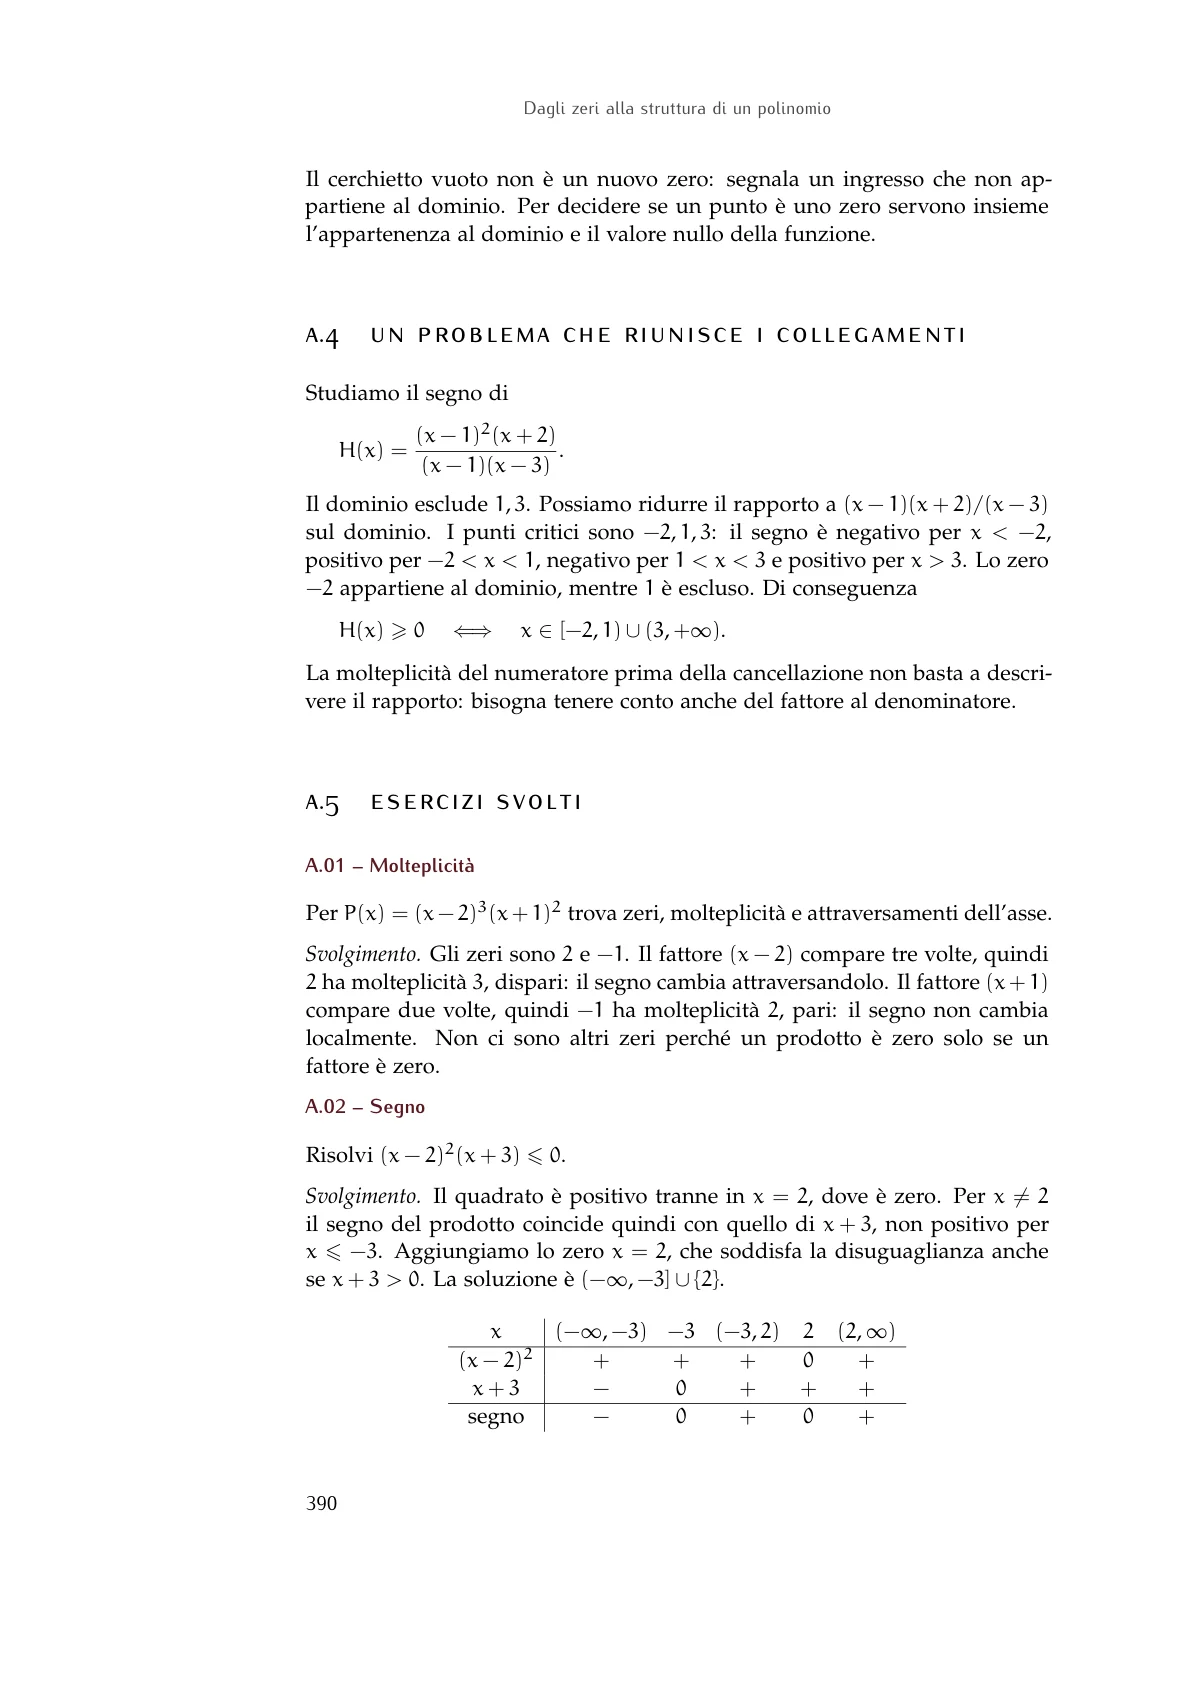 Dagli zeri alla struttura di un polinomio
Il cerchietto vuoto non è un nuovo zero: segnala un ingresso che non ap-
partiene al dominio. Per decidere se un punto è uno zero servono insieme
l'appartenenza al dominio e il valore nullo della funzione.
A.4 UN PROBLEMA CHE RIUNISCE I COLLEGAMENTI
Studiamo il segno di
H(x) = (x − 1)²(x + 2) / (x − 1)(x − 3).
Il dominio esclude 1, 3. Possiamo ridurre il rapporto a (x − 1)(x + 2)/(x − 3)
sul dominio. I punti critici sono −2, 1, 3: il segno è negativo per x < −2,
positivo per −2 < x < 1, negativo per 1 < x < 3 e positivo per x > 3. Lo zero
−2 appartiene al dominio, mentre 1 è escluso. Di conseguenza
H(x) ⩾ 0 ⟺ x ∈ [−2, 1) ∪ (3, +∞).
La molteplicità del numeratore prima della cancellazione non basta a descri-
vere il rapporto: bisogna tenere conto anche del fattore al denominatore.
A.5 ESERCIZI SVOLTI
A.01 – Molteplicità
Per P(x) = (x − 2)³(x + 1)² trova zeri, molteplicità e attraversamenti dell'asse.
Svolgimento. Gli zeri sono 2 e −1. Il fattore (x − 2) compare tre volte, quindi
2 ha molteplicità 3, dispari: il segno cambia attraversandolo. Il fattore (x + 1)
compare due volte, quindi −1 ha molteplicità 2, pari: il segno non cambia
localmente. Non ci sono altri zeri perché un prodotto è zero solo se un
fattore è zero.
A.02 – Segno
Risolvi (x − 2)²(x + 3) ⩽ 0.
Svolgimento. Il quadrato è positivo tranne in x = 2, dove è zero. Per x ≠ 2
il segno del prodotto coincide quindi con quello di x + 3, non positivo per
x ⩽ −3. Aggiungiamo lo zero x = 2, che soddisfa la disuguaglianza anche
se x + 3 > 0. La soluzione è (−∞, −3] ∪ {2}.
x (−∞, −3) −3 (−3, 2) 2 (2, ∞)
(x − 2)² + + + 0 +
x + 3 − 0 + + +
segno − 0 + 0 +
390